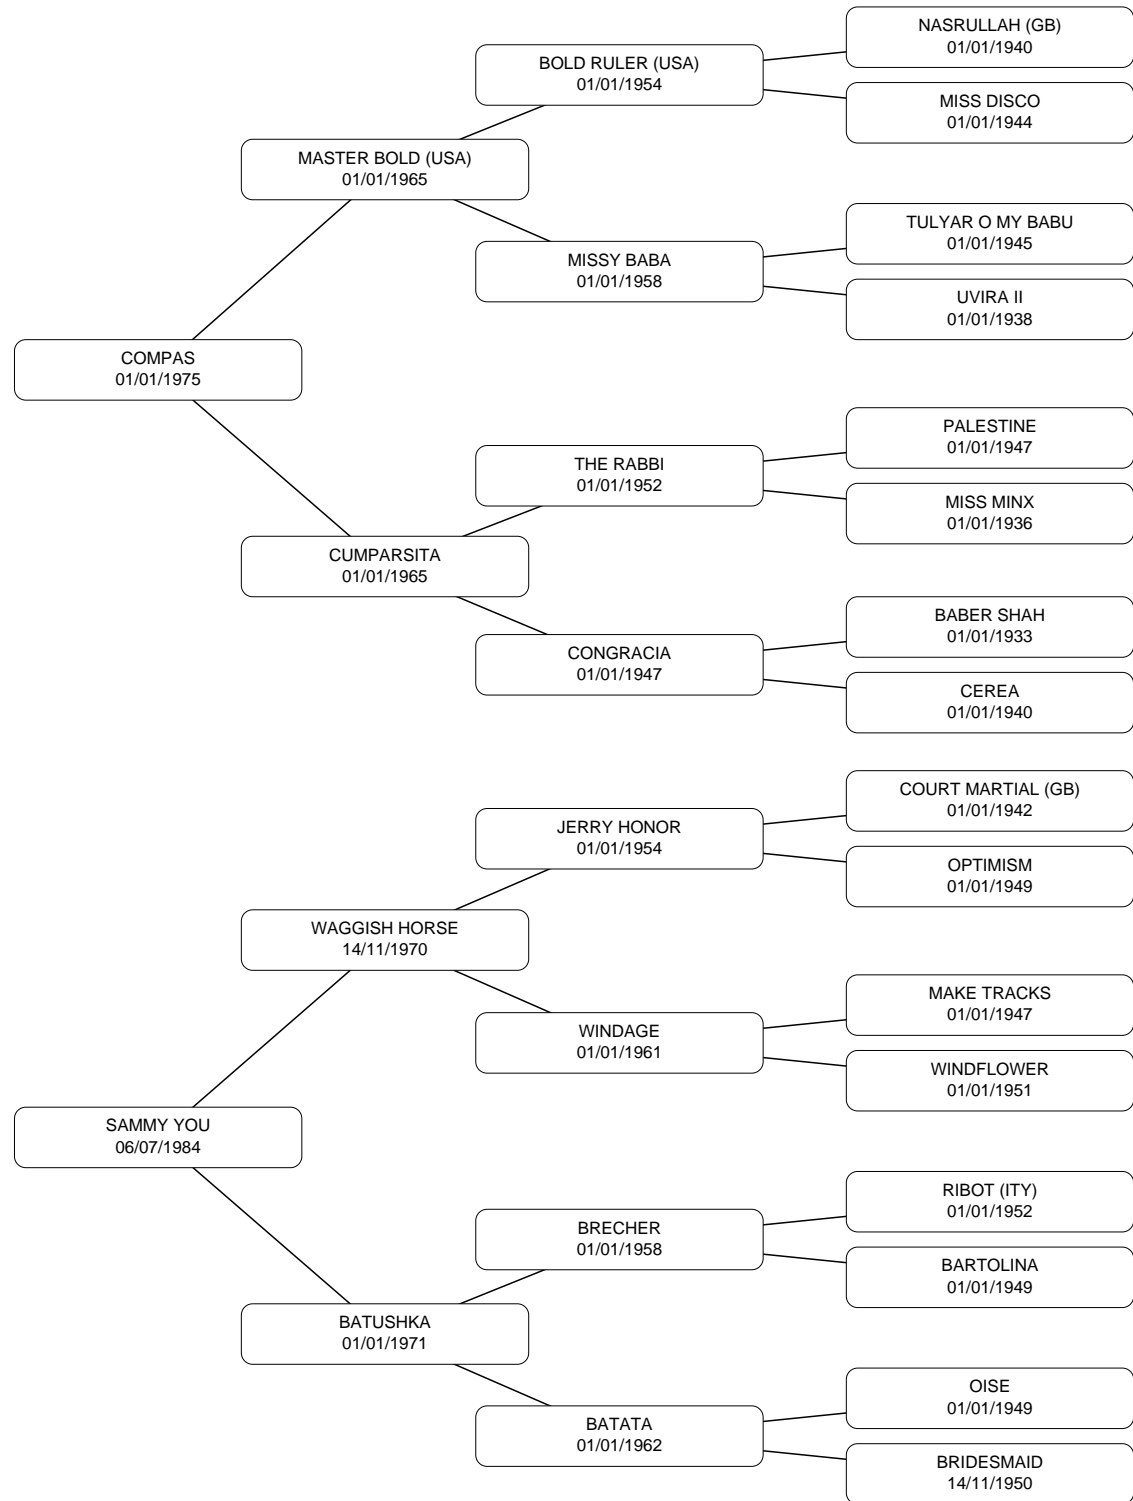 NASRULLAH (GB)
01/01/1940
BOLD RULER (USA)
01/01/1954
MISS DISCO
01/01/1944
MASTER BOLD (USA)
01/01/1965
TULYAR O MY BABU
01/01/1945
MISSY BABA
01/01/1958
UVIRA II
01/01/1938
COMPAS
01/01/1975
PALESTINE
01/01/1947
THE RABBI
01/01/1952
MISS MINX
01/01/1936
CUMPARSITA
01/01/1965
BABER SHAH
01/01/1933
CONGRACIA
01/01/1947
CEREA
01/01/1940
COURT MARTIAL (GB)
01/01/1942
JERRY HONOR
01/01/1954
OPTIMISM
01/01/1949
WAGGISH HORSE
14/11/1970
MAKE TRACKS
01/01/1947
WINDAGE
01/01/1961
WINDFLOWER
01/01/1951
SAMMY YOU
06/07/1984
RIBOT (ITY)
01/01/1952
BRECHER
01/01/1958
BARTOLINA
01/01/1949
BATUSHKA
01/01/1971
OISE
01/01/1949
BATATA
01/01/1962
BRIDESMAID
14/11/1950